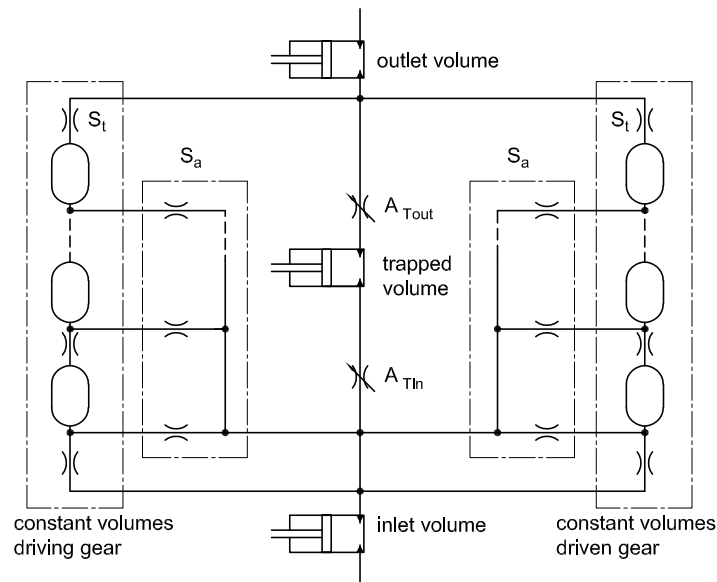 outlet volume
S_t
S_t
S_a
S_a
A_Tout
trapped
volume
A_TIn
inlet volume
constant volumes
driving gear
constant volumes
driven gear